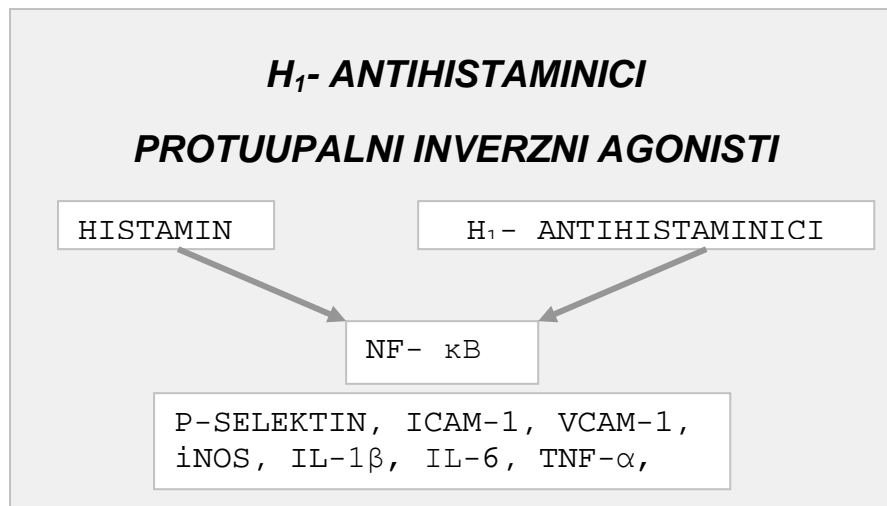 H₁- ANTIHISTAMINICI
PROTUUPALNI INVERZNI AGONISTI
HISTAMIN
H₁- ANTIHISTAMINICI
NF- κB
P-SELEKTIN, ICAM-1, VCAM-1,
iNOS, IL-1β, IL-6, TNF-α,